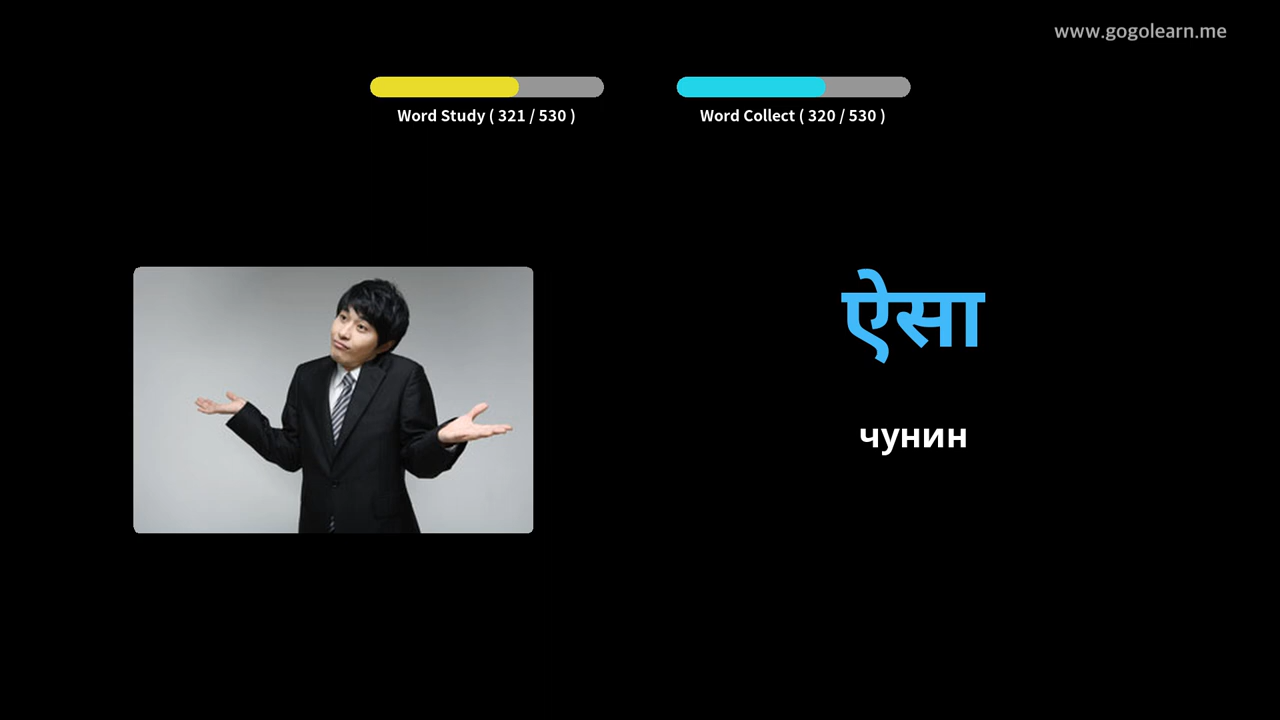 www.gogolearn.me
Word Study ( 321 / 530 )
Word Collect ( 320 / 530 )
ऐसा
чунин